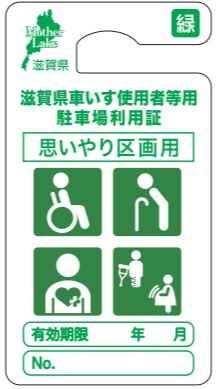 緑
Mother
Lake
滋賀県
滋賀県車いす使用者等用
駐車場利用証
思いやり区画用
有効期限 年 月
No.